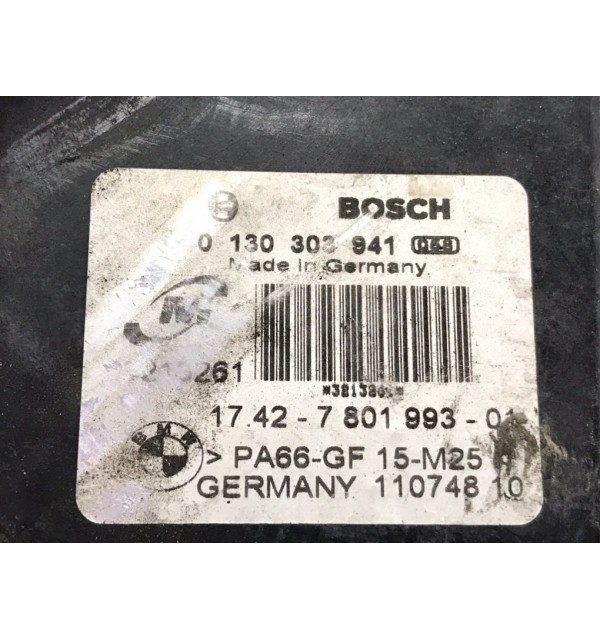 BOSCH
0 130 303 941
Made in Germany
17.42 - 7 801 993 - 01
BMW
> PA66-GF 15-M25
GERMANY 110748 10